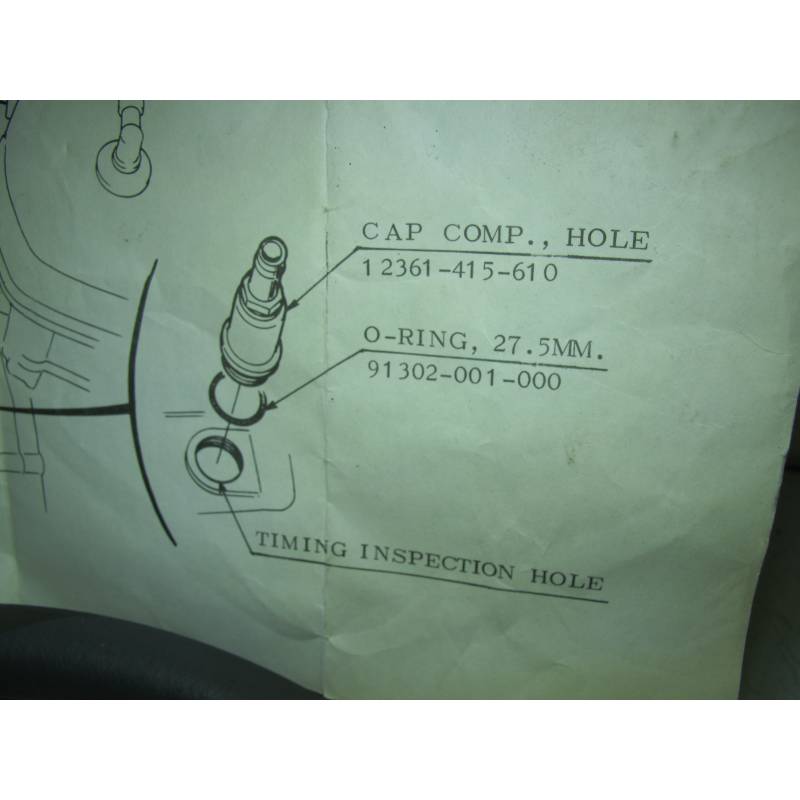 CAP COMP., HOLE
12361-415-610
O-RING, 27.5MM.
91302-001-000
TIMING INSPECTION HOLE